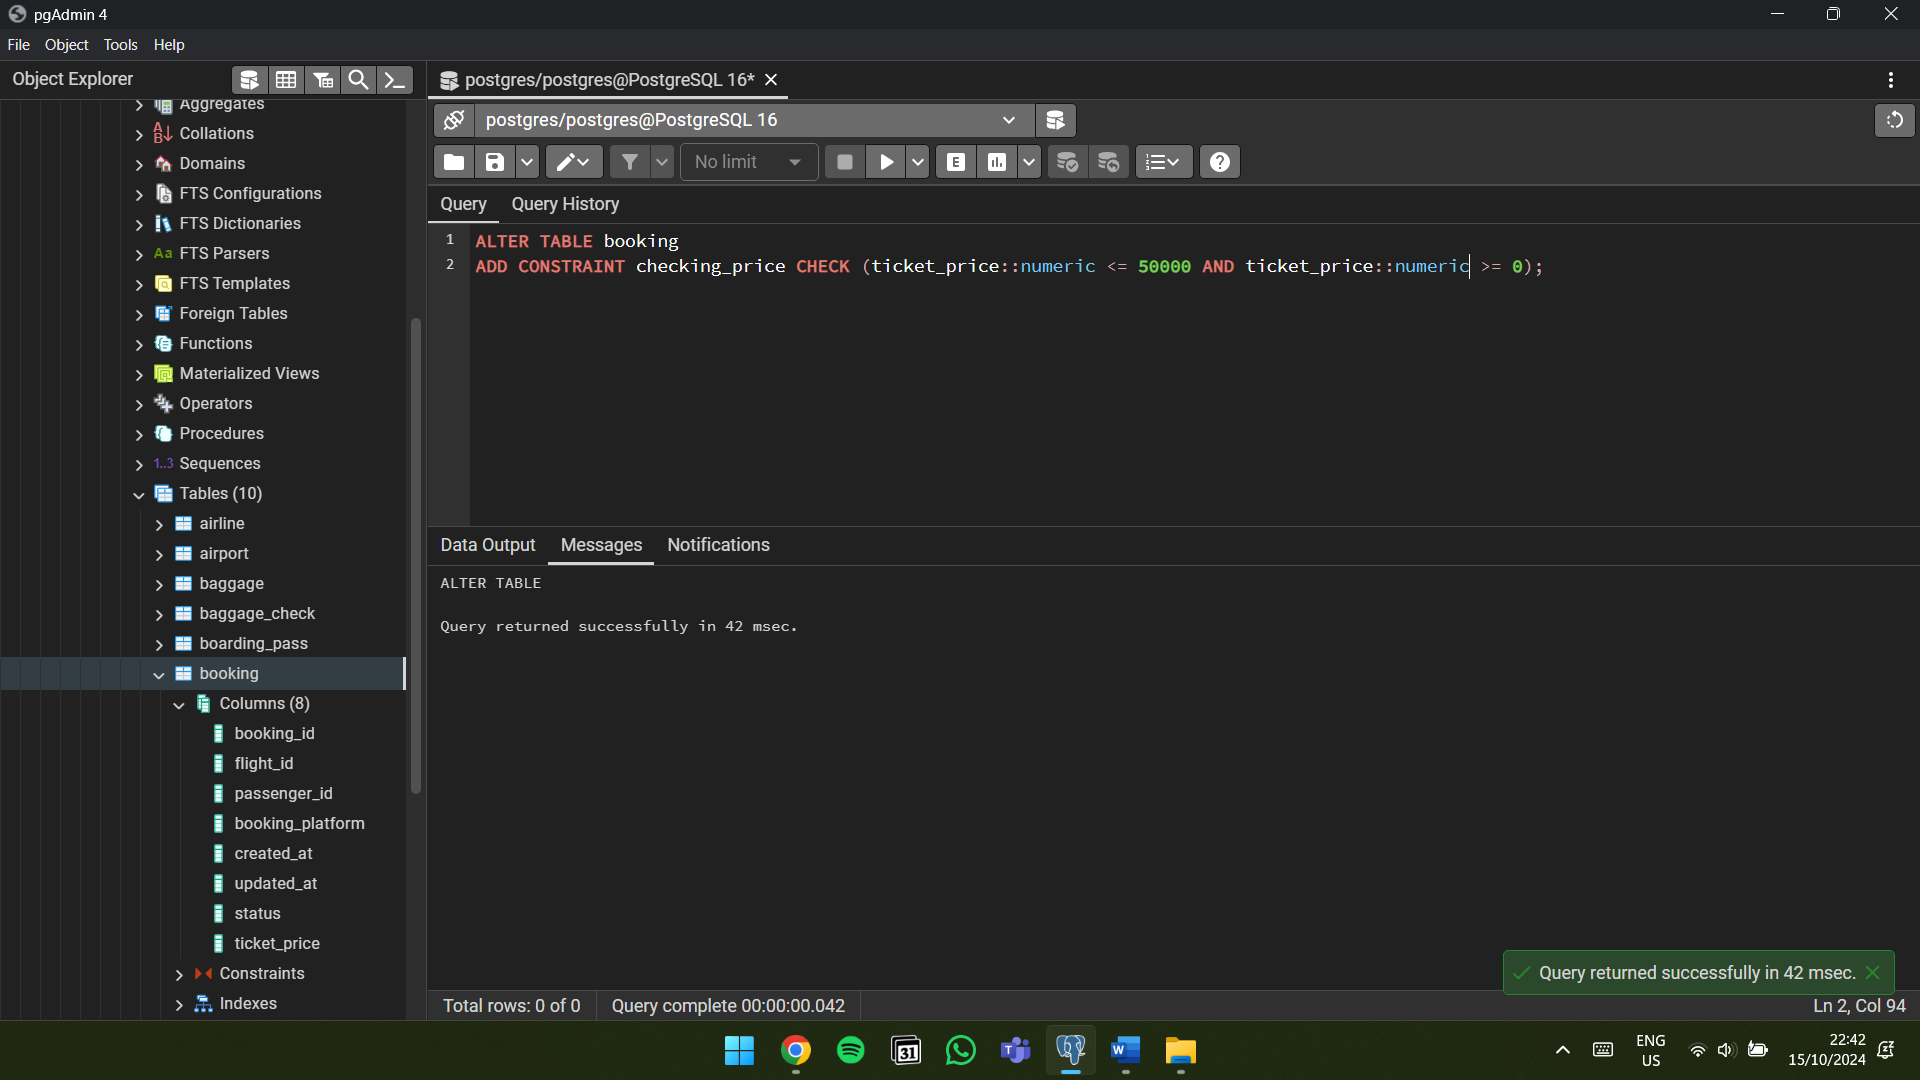 pgAdmin 4
File Object Tools Help
Object Explorer
postgres/postgres@PostgreSQL 16*
postgres/postgres@PostgreSQL 16
No limit
E
Query Query History
1 ALTER TABLE booking
2 ADD CONSTRAINT checking_price CHECK (ticket_price::numeric <= 50000 AND ticket_price::numeric >= 0);
Aggregates
Collations
Domains
FTS Configurations
FTS Dictionaries
Aa FTS Parsers
FTS Templates
Foreign Tables
Functions
Materialized Views
Operators
Procedures
1..3 Sequences
Tables (10)
airline
airport
baggage
baggage_check
boarding_pass
booking
Columns (8)
booking_id
flight_id
passenger_id
booking_platform
created_at
updated_at
status
ticket_price
Constraints
Indexes
Data Output Messages Notifications
ALTER TABLE
Query returned successfully in 42 msec.
Query returned successfully in 42 msec.
Total rows: 0 of 0 Query complete 00:00:00.042
Ln 2, Col 94
31
ENG
US
22:42
15/10/2024